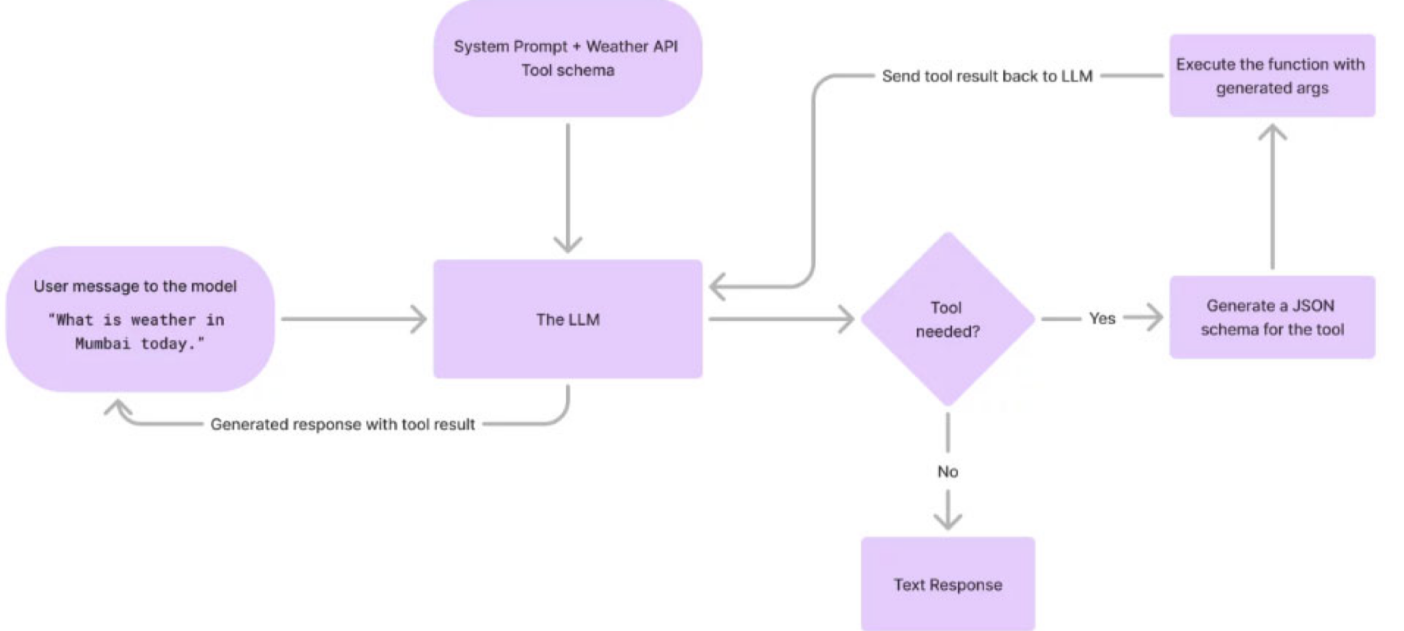 System Prompt + Weather API
Tool schema
Send tool result back to LLM
Execute the function with
generated args
User message to the model
"What is weather in
Mumbai today."
The LLM
Tool
needed?
Yes
Generate a JSON
schema for the tool
Generated response with tool result
No
Text Response